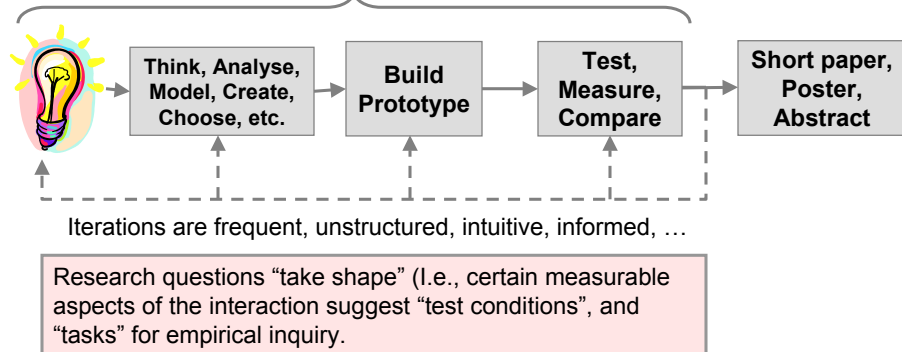 Think, Analyse,
Model, Create,
Choose, etc.
Build
Prototype
Test,
Measure,
Compare
Short paper,
Poster,
Abstract
Iterations are frequent, unstructured, intuitive, informed, …
Research questions “take shape” (I.e., certain measurable
aspects of the interaction suggest “test conditions”, and
“tasks” for empirical inquiry.